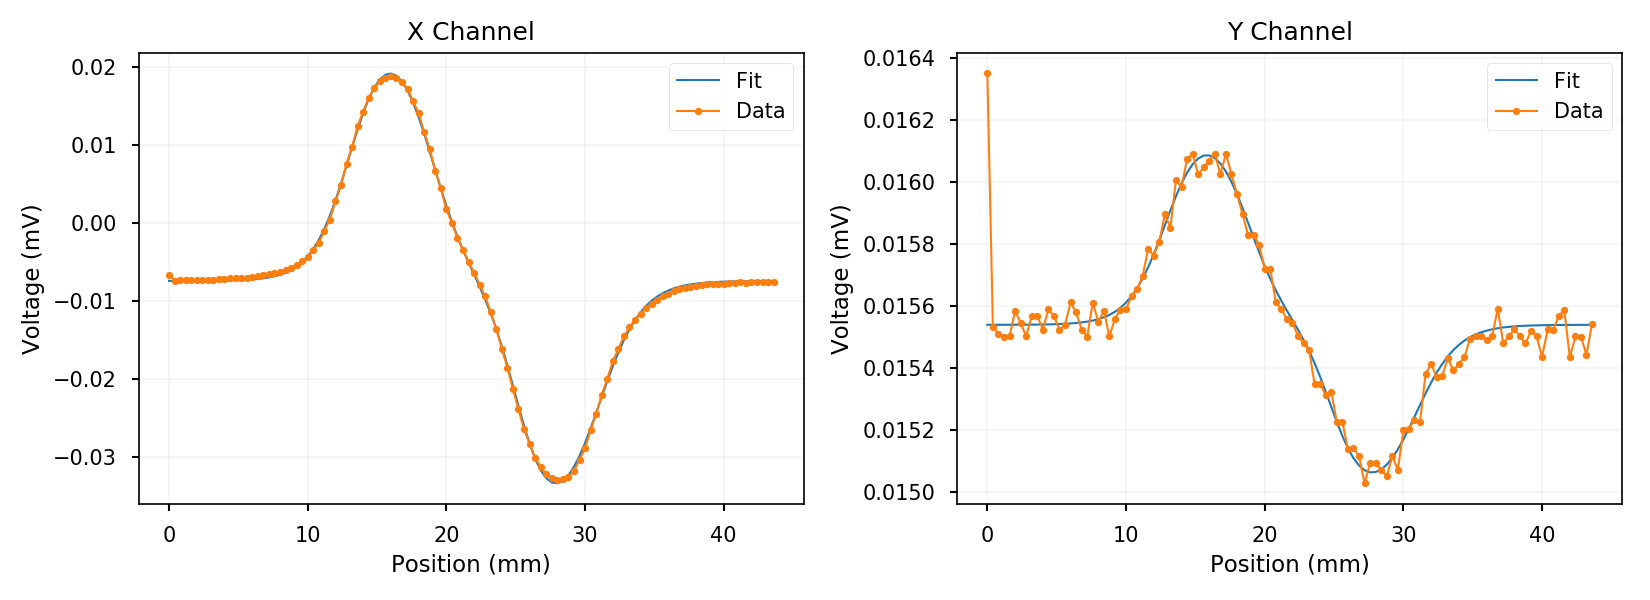 X Channel
Voltage (mV)
0.02
0.01
0.00
−0.01
−0.02
−0.03
0
10
20
30
40
Position (mm)
Fit
Data
Y Channel
Voltage (mV)
0.0164
0.0162
0.0160
0.0158
0.0156
0.0154
0.0152
0.0150
0
10
20
30
40
Position (mm)
Fit
Data